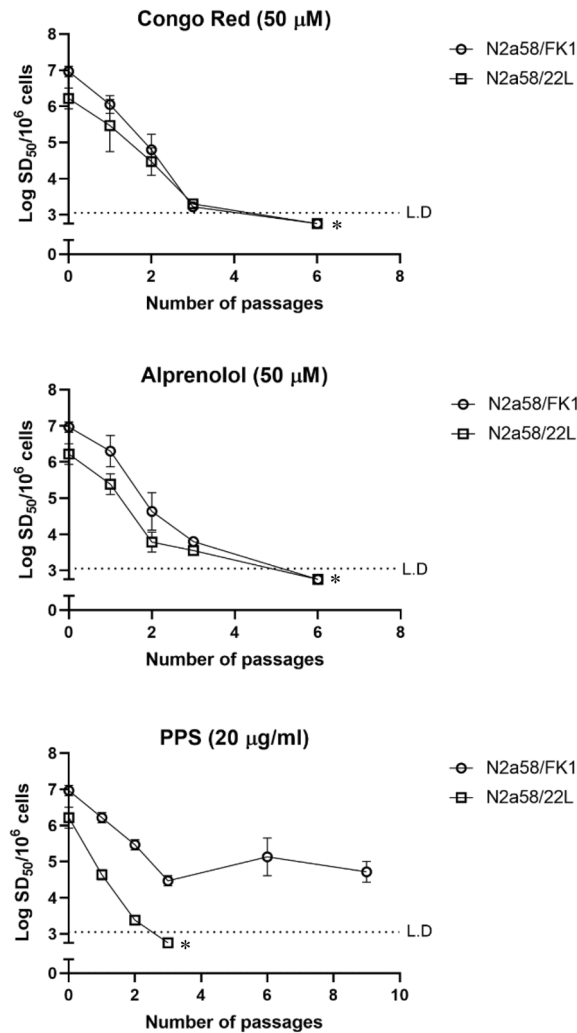 Congo Red (50 μM)
N2a58/FK1
N2a58/22L
Log SD50/10^6 cells
8
7
6
5
4
3
0
L.D
*
0 2 4 6 8
Number of passages
Alprenolol (50 μM)
N2a58/FK1
N2a58/22L
Log SD50/10^6 cells
8
7
6
5
4
3
0
L.D
*
0 2 4 6 8
Number of passages
PPS (20 μg/ml)
N2a58/FK1
N2a58/22L
Log SD50/10^6 cells
8
7
6
5
4
3
0
L.D
*
0 2 4 6 8 10
Number of passages